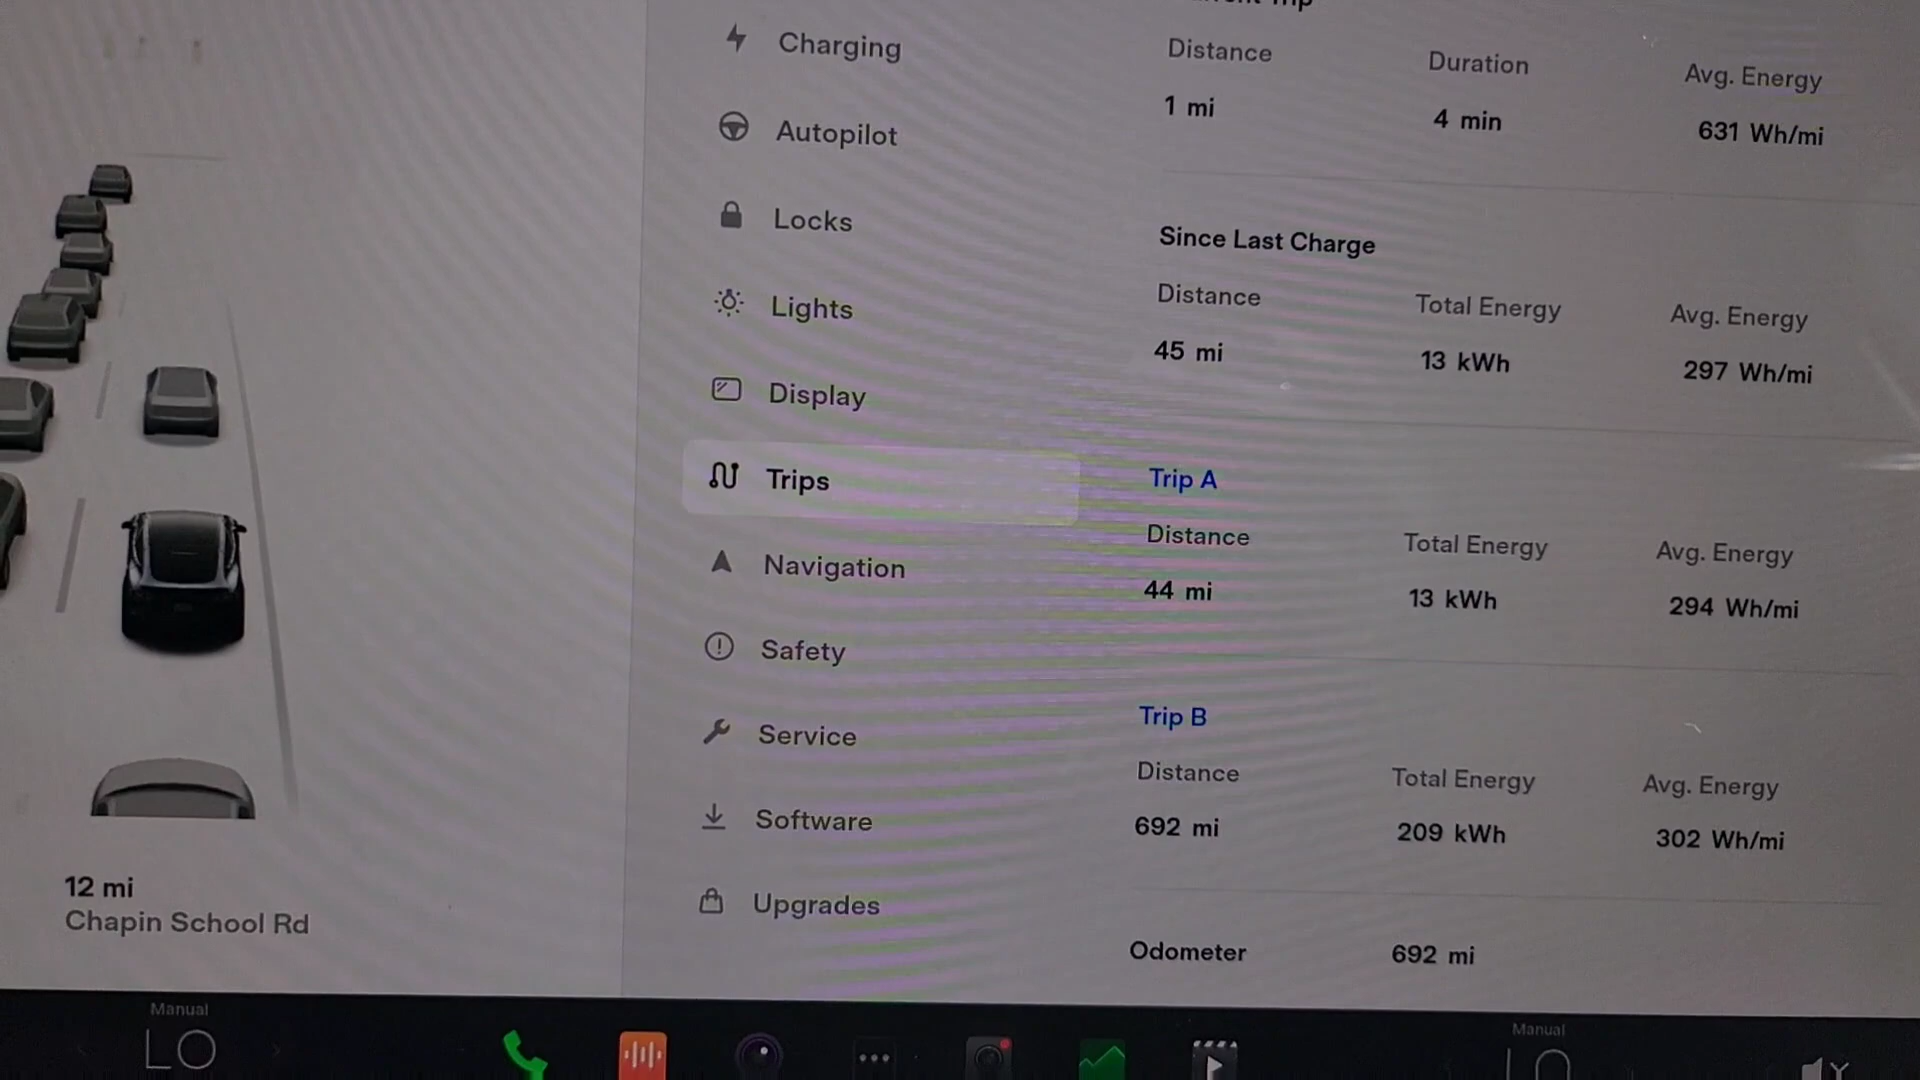 Charging
Autopilot
Locks
Lights
Display
Trips
Navigation
Safety
Service
Software
Upgrades
Trip
Distance Duration Avg. Energy
1 mi 4 min 631 Wh/mi
Since Last Charge
Distance Total Energy Avg. Energy
45 mi 13 kWh 297 Wh/mi
Trip A
Distance Total Energy Avg. Energy
44 mi 13 kWh 294 Wh/mi
Trip B
Distance Total Energy Avg. Energy
692 mi 209 kWh 302 Wh/mi
Odometer 692 mi
12 mi
Chapin School Rd
Manual
LO
Manual
LO